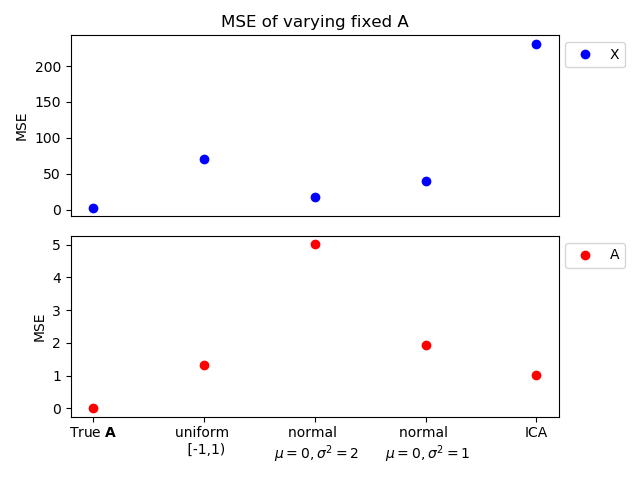 MSE of varying fixed A
200
150
100
50
0
MSE
X
5
4
3
2
1
0
MSE
A
True A
uniform
[-1,1)
normal
μ = 0, σ² = 2
normal
μ = 0, σ² = 1
ICA